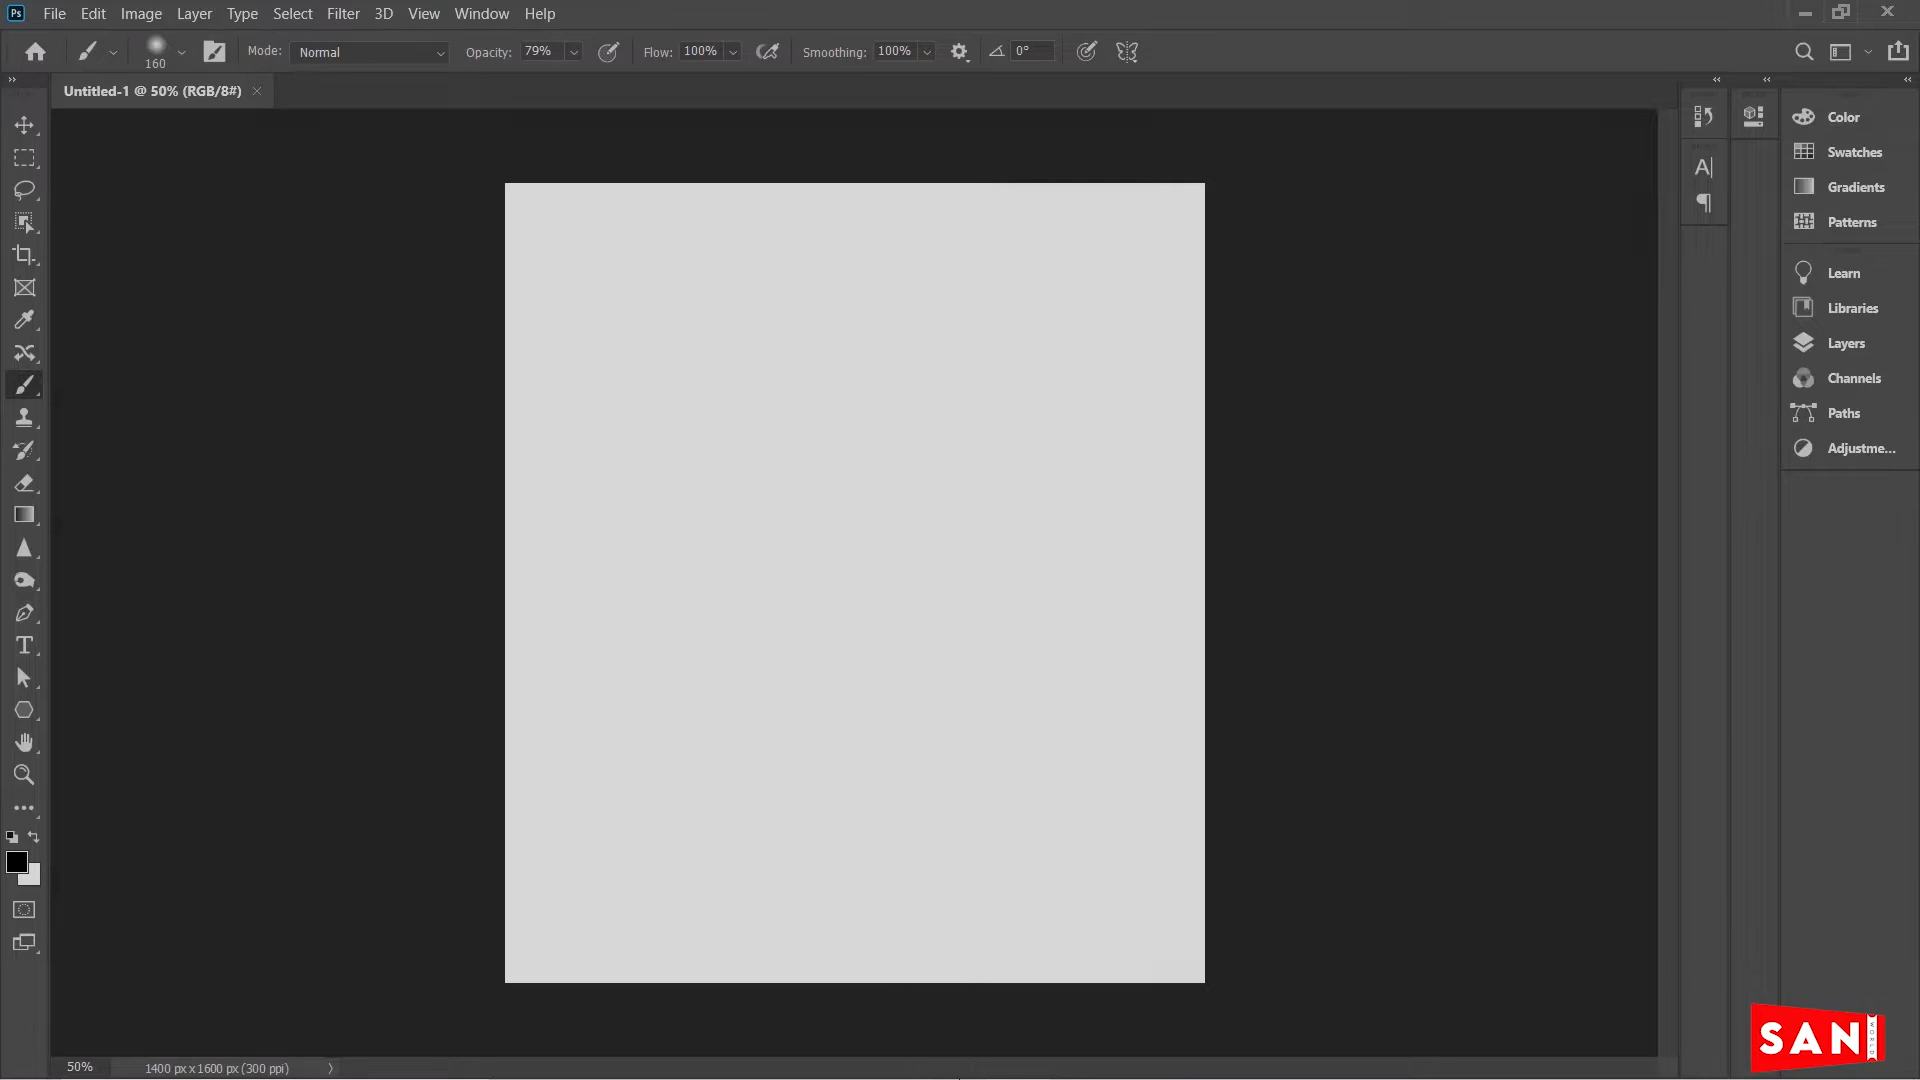 Ps File Edit Image Layer Type Select Filter 3D View Window Help
160 Mode: Normal Opacity: 79% Flow: 100% Smoothing: 100% 0°
Untitled-1 @ 50% (RGB/8#)
Color
Swatches
Gradients
Patterns
Learn
Libraries
Layers
Channels
Paths
Adjustme...
50% 1400 px x 1600 px (300 ppi)
SANI
WORLD